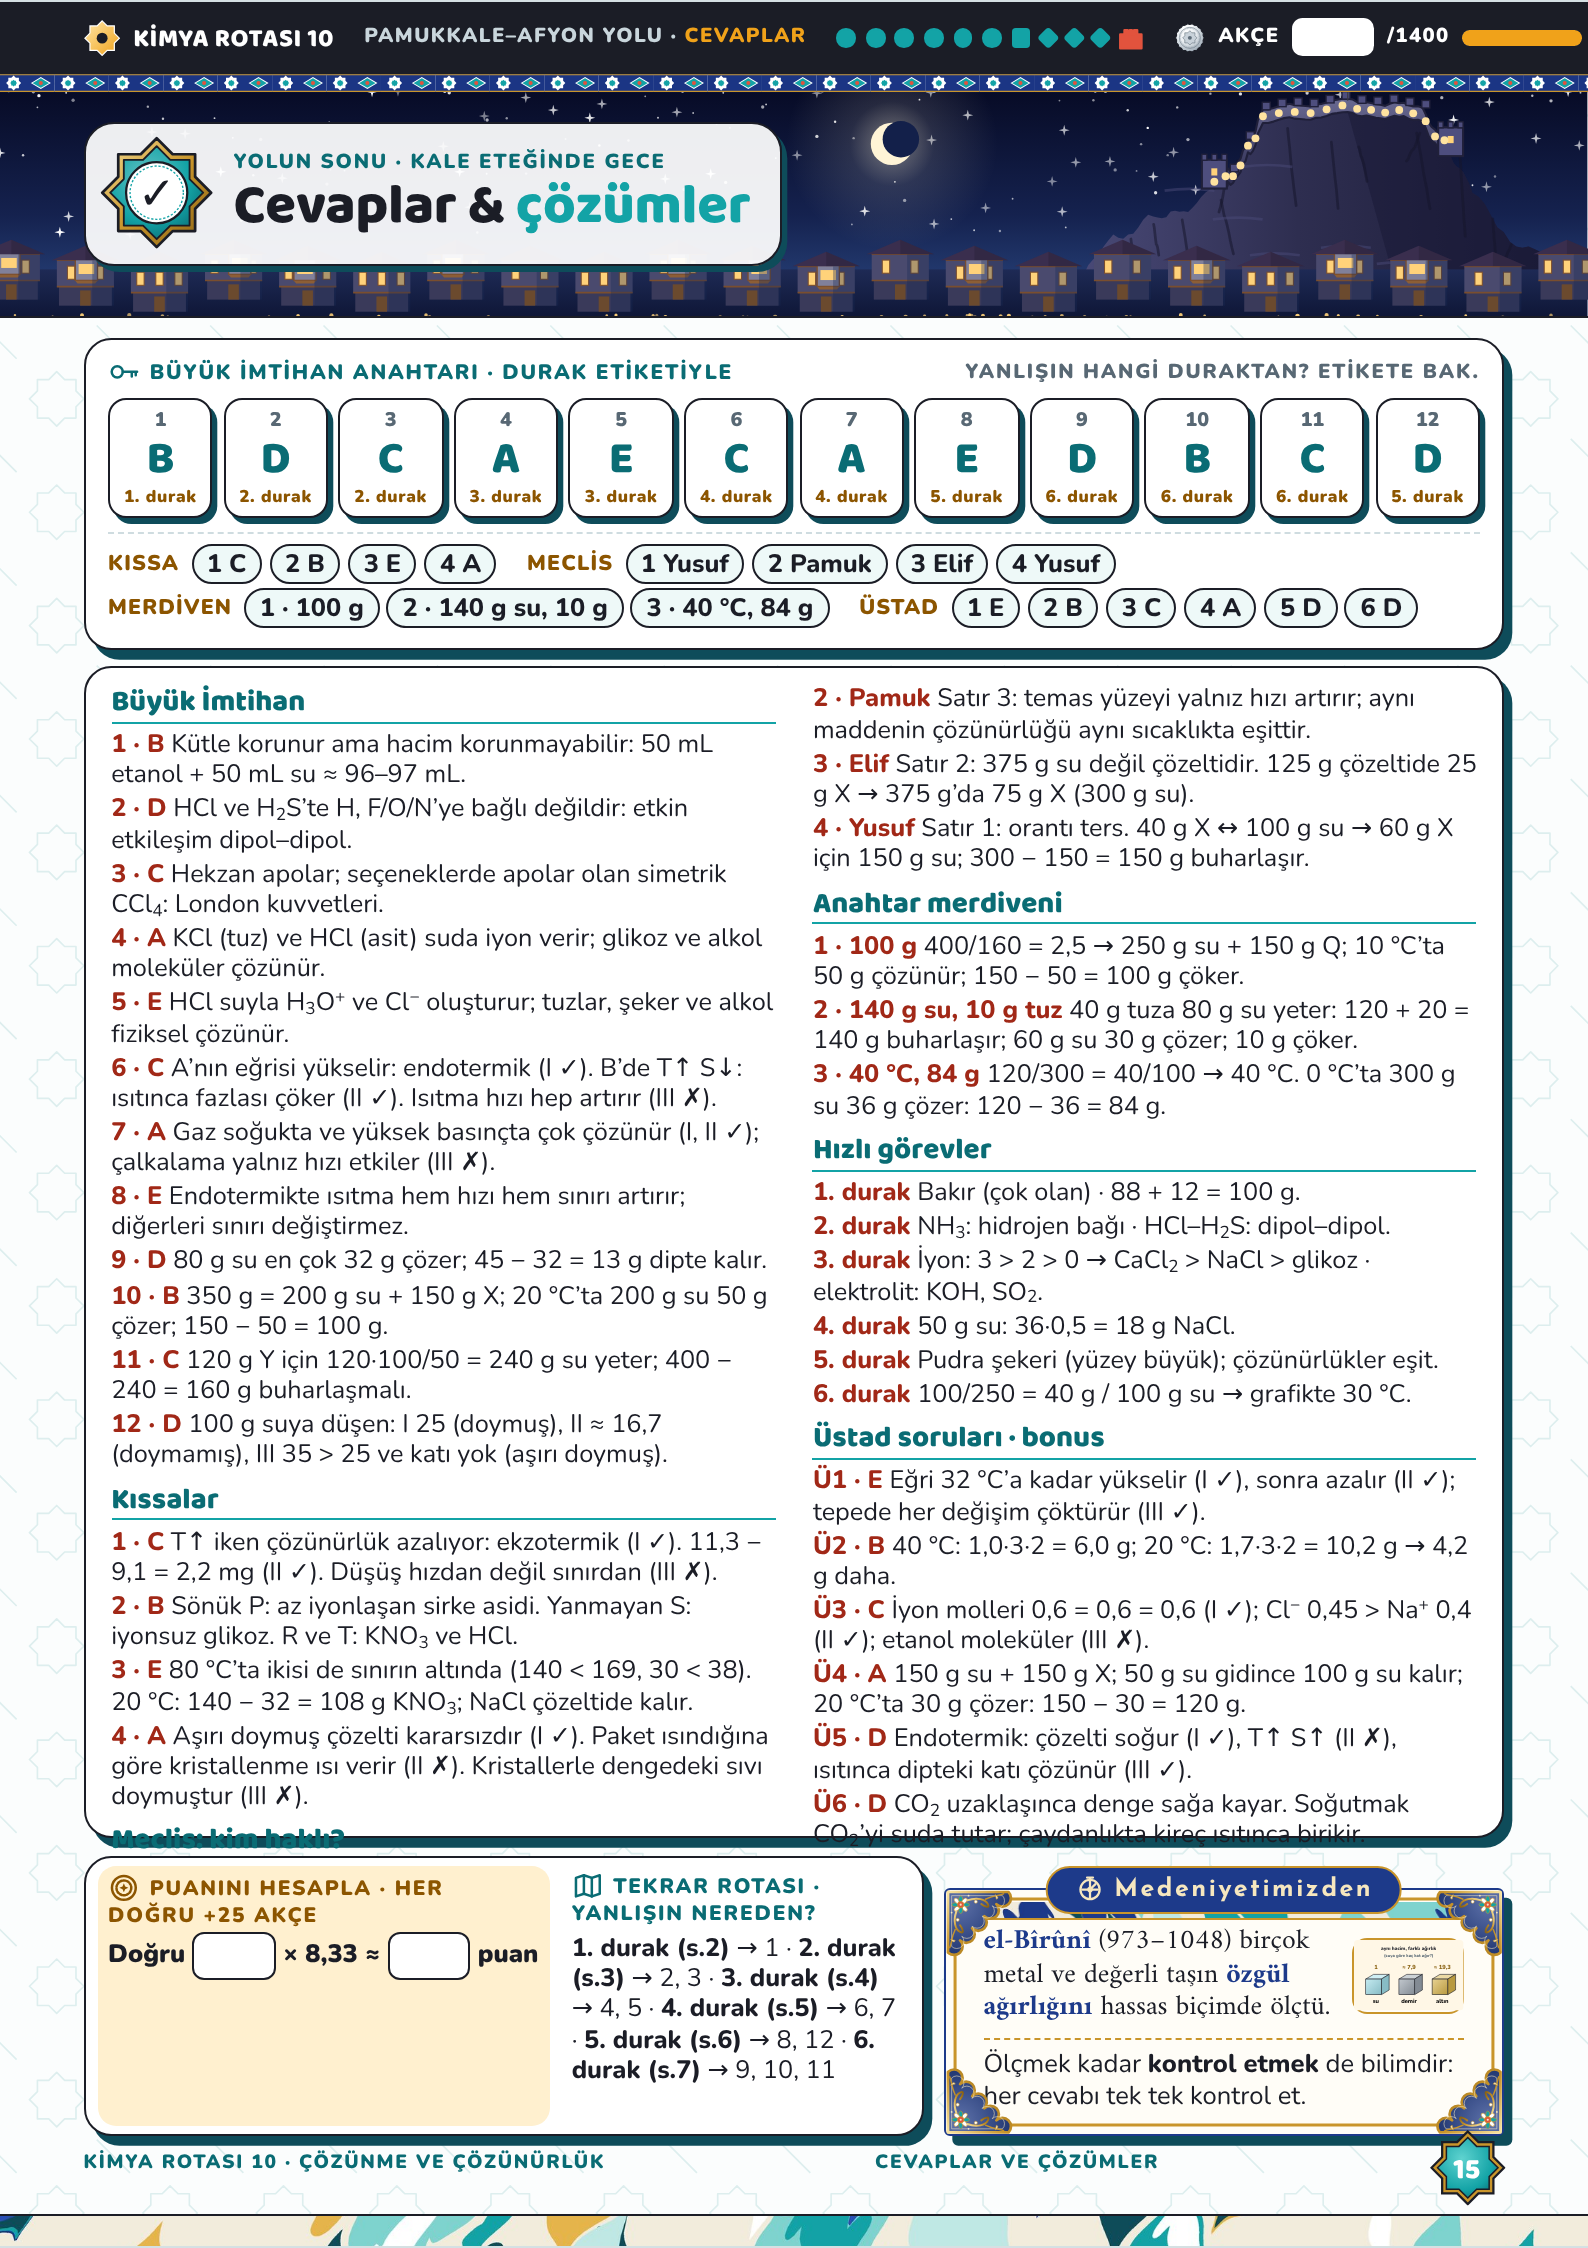 KİMYA ROTASI 10 PAMUKKALE–AFYON YOLU · CEVAPLAR AKÇE /1400
YOLUN SONU · KALE ETEĞİNDE GECE
Cevaplar & çözümler
BÜYÜK İMTİHAN ANAHTARI · DURAK ETİKETİYLE YANLIŞIN HANGİ DURAKTAN? ETİKETE BAK.
1 2 3 4 5 6 7 8 9 10 11 12
B D C A E C A E D B C D
1. durak 2. durak 2. durak 3. durak 3. durak 4. durak 4. durak 5. durak 6. durak 6. durak 6. durak 5. durak
KISSA 1 C 2 B 3 E 4 A MECLİS 1 Yusuf 2 Pamuk 3 Elif 4 Yusuf
MERDİVEN 1 · 100 g 2 · 140 g su, 10 g 3 · 40 °C, 84 g ÜSTAD 1 E 2 B 3 C 4 A 5 D 6 D
Büyük İmtihan
1 · B Kütle korunur ama hacim korunmayabilir: 50 mL
etanol + 50 mL su ≈ 96–97 mL.
2 · D HCl ve H₂S’te H, F/O/N’ye bağlı değildir: etkin
etkileşim dipol–dipol.
3 · C Hekzan apolar; seçeneklerde apolar olan simetrik
CCl₄: London kuvvetleri.
4 · A KCl (tuz) ve HCl (asit) suda iyon verir; glikoz ve alkol
moleküler çözünür.
5 · E HCl suyla H₃O⁺ ve Cl⁻ oluşturur; tuzlar, şeker ve alkol
fiziksel çözünür.
6 · C A’nın eğrisi yükselir: endotermik (I ✓). B’de T↑ S↓:
ısıtınca fazlası çöker (II ✓). Isıtma hızı hep artırır (III ✗).
7 · A Gaz soğukta ve yüksek basınçta çok çözünür (I, II ✓);
çalkalama yalnız hızı etkiler (III ✗).
8 · E Endotermikte ısıtma hem hızı hem sınırı artırır;
diğerleri sınırı değiştirmez.
9 · D 80 g su en çok 32 g çözer; 45 − 32 = 13 g dipte kalır.
10 · B 350 g = 200 g su + 150 g X; 20 °C’ta 200 g su 50 g
çözer; 150 − 50 = 100 g.
11 · C 120 g Y için 120·100/50 = 240 g su yeter; 400 −
240 = 160 g buharlaşmalı.
12 · D 100 g suya düşen: I 25 (doymuş), II ≈ 16,7
(doymamış), III 35 > 25 ve katı yok (aşırı doymuş).
Kıssalar
1 · C T↑ iken çözünürlük azalıyor: ekzotermik (I ✓). 11,3 −
9,1 = 2,2 mg (II ✓). Düşüş hızdan değil sınırdan (III ✗).
2 · B Sönük P: az iyonlaşan sirke asidi. Yanmayan S:
iyonsuz glikoz. R ve T: KNO₃ ve HCl.
3 · E 80 °C’ta ikisi de sınırın altında (140 < 169, 30 < 38).
20 °C: 140 − 32 = 108 g KNO₃; NaCl çözeltide kalır.
4 · A Aşırı doymuş çözelti kararsızdır (I ✓). Paket ısındığına
göre kristallenme ısı verir (II ✗). Kristallerle dengedeki sıvı
doymuştur (III ✗).
Meclis: kim haklı?
2 · Pamuk Satır 3: temas yüzeyi yalnız hızı artırır; aynı
maddenin çözünürlüğü aynı sıcaklıkta eşittir.
3 · Elif Satır 2: 375 g su değil çözeltidir. 125 g çözeltide 25
g X → 375 g’da 75 g X (300 g su).
4 · Yusuf Satır 1: orantı ters. 40 g X ↔ 100 g su → 60 g X
için 150 g su; 300 − 150 = 150 g buharlaşır.
Anahtar merdiveni
1 · 100 g 400/160 = 2,5 → 250 g su + 150 g Q; 10 °C’ta
50 g çözünür; 150 − 50 = 100 g çöker.
2 · 140 g su, 10 g tuz 40 g tuza 80 g su yeter: 120 + 20 =
140 g buharlaşır; 60 g su 30 g çözer; 10 g çöker.
3 · 40 °C, 84 g 120/300 = 40/100 → 40 °C. 0 °C’ta 300 g
su 36 g çözer: 120 − 36 = 84 g.
Hızlı görevler
1. durak Bakır (çok olan) · 88 + 12 = 100 g.
2. durak NH₃: hidrojen bağı · HCl–H₂S: dipol–dipol.
3. durak İyon: 3 > 2 > 0 → CaCl₂ > NaCl > glikoz ·
elektrolit: KOH, SO₂.
4. durak 50 g su: 36·0,5 = 18 g NaCl.
5. durak Pudra şekeri (yüzey büyük); çözünürlükler eşit.
6. durak 100/250 = 40 g / 100 g su → grafikte 30 °C.
Üstad soruları · bonus
Ü1 · E Eğri 32 °C’a kadar yükselir (I ✓), sonra azalır (II ✓);
tepede her değişim çöktürür (III ✓).
Ü2 · B 40 °C: 1,0·3·2 = 6,0 g; 20 °C: 1,7·3·2 = 10,2 g → 4,2
g daha.
Ü3 · C İyon molleri 0,6 = 0,6 = 0,6 (I ✓); Cl⁻ 0,45 > Na⁺ 0,4
(II ✓); etanol moleküler (III ✗).
Ü4 · A 150 g su + 150 g X; 50 g su gidince 100 g su kalır;
20 °C’ta 30 g çözer: 150 − 30 = 120 g.
Ü5 · D Endotermik: çözelti soğur (I ✓), T↑ S↑ (II ✗),
ısıtınca dipteki katı çözünür (III ✓).
Ü6 · D CO₂ uzaklaşınca denge sağa kayar. Soğutmak
CO₂’yi suda tutar; çaydanlıkta kireç ısıtınca birikir.
PUANINI HESAPLA · HER
DOĞRU +25 AKÇE
Doğru × 8,33 ≈ puan
TEKRAR ROTASI ·
YANLIŞIN NEREDEN?
1. durak (s.2) → 1 · 2. durak
(s.3) → 2, 3 · 3. durak (s.4)
→ 4, 5 · 4. durak (s.5) → 6, 7
· 5. durak (s.6) → 8, 12 · 6.
durak (s.7) → 9, 10, 11
Medeniyetimizden
el-Bîrûnî (973–1048) birçok
metal ve değerli taşın özgül
ağırlığını hassas biçimde ölçtü.
aynı hacim, farklı ağırlık
1 ≈ 7,9 ≈ 19,3
su demir altın
Ölçmek kadar kontrol etmek de bilimdir:
her cevabı tek tek kontrol et.
KİMYA ROTASI 10 · ÇÖZÜNME VE ÇÖZÜNÜRLÜK CEVAPLAR VE ÇÖZÜMLER 15